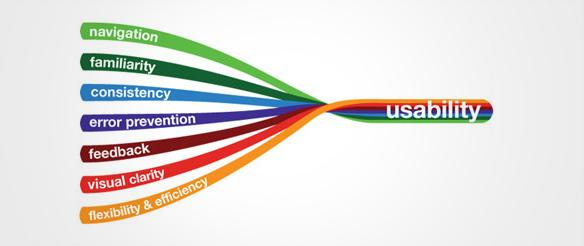 navigation
familiarity
consistency
error prevention
feedback
visual clarity
flexibility & efficiency
usability